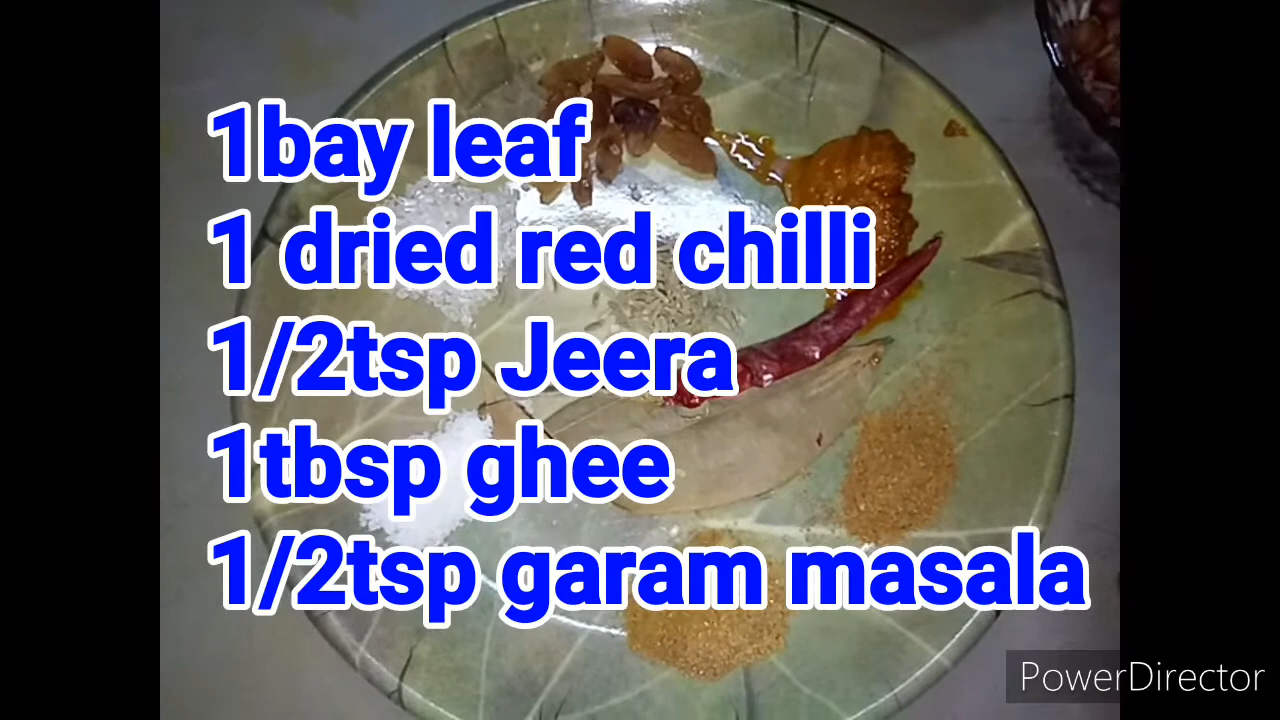 1bay leaf
1 dried red chilli
1/2tsp Jeera
1tbsp ghee
1/2tsp garam masala
PowerDirector